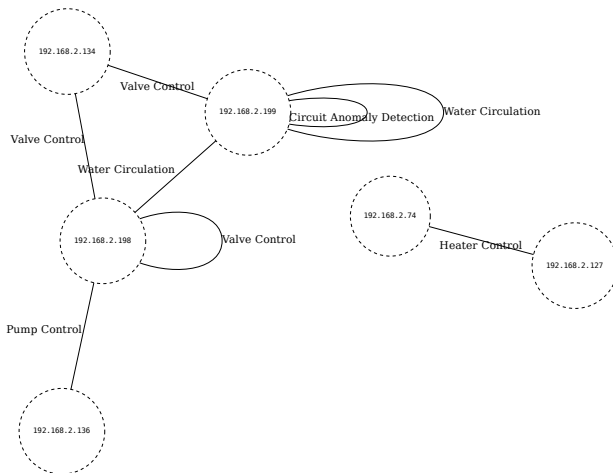 192.168.2.134
Valve Control
192.168.2.199
Circuit Anomaly Detection
Water Circulation
Valve Control
Water Circulation
192.168.2.74
192.168.2.198
Valve Control
Heater Control
192.168.2.127
Pump Control
192.168.2.136